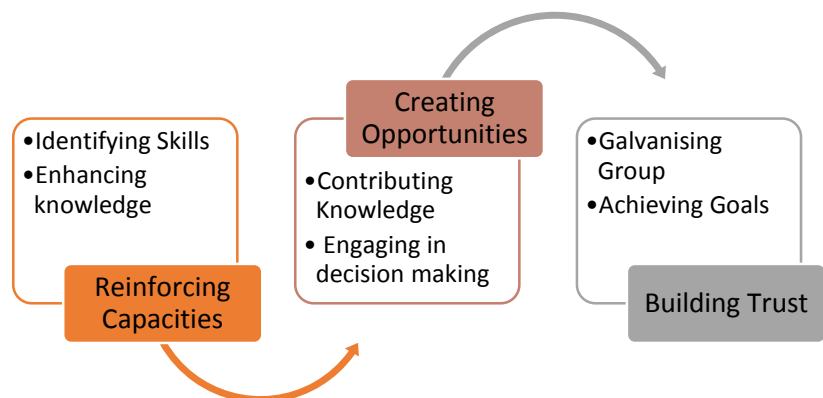 •Identifying Skills
•Enhancing
knowledge
Reinforcing
Capacities
Creating
Opportunities
•Contributing
Knowledge
• Engaging in
decision making
•Galvanising
Group
•Achieving Goals
Building Trust